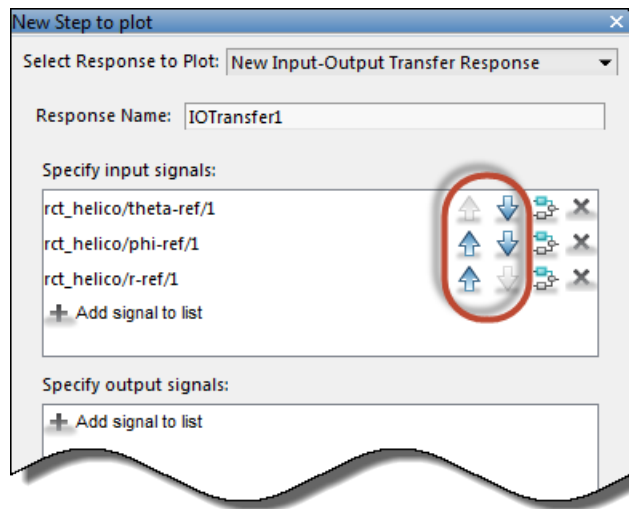 New Step to plot
Select Response to Plot: New Input-Output Transfer Response
Response Name: IOTransfer1
Specify input signals:
rct_helico/theta-ref/1
rct_helico/phi-ref/1
rct_helico/r-ref/1
Add signal to list
Specify output signals:
Add signal to list